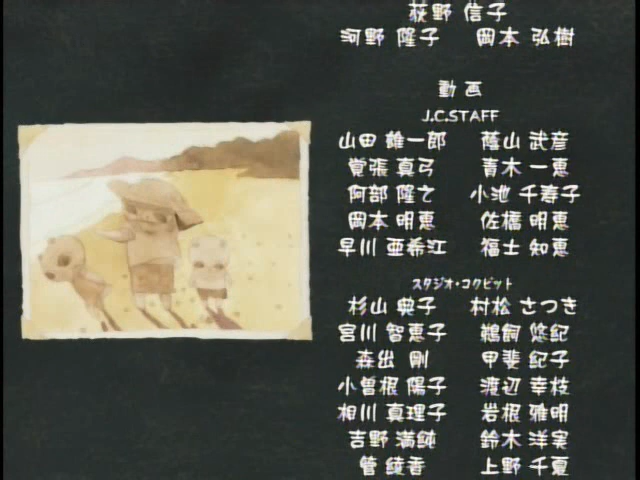 荻野 信子
河野 隆子 岡本 弘樹
動画
J.C.STAFF
山田 雄一郎 蔭山 武彦
覚張 真弓 青木 一恵
阿部 隆之 小池 千寿子
岡本 明恵 佐橋 明恵
早川 亜希江 福士 知恵
スタジオ・コクピット
杉山 典子 村松 さつき
宮川 智恵子 鵜飼 悠紀
森出 剛 甲斐 紀子
小曽根 陽子 渡辺 幸枝
相川 真理子 岩根 雅明
吉野 満純 鈴木 洋実
管 綾香 上野 千夏